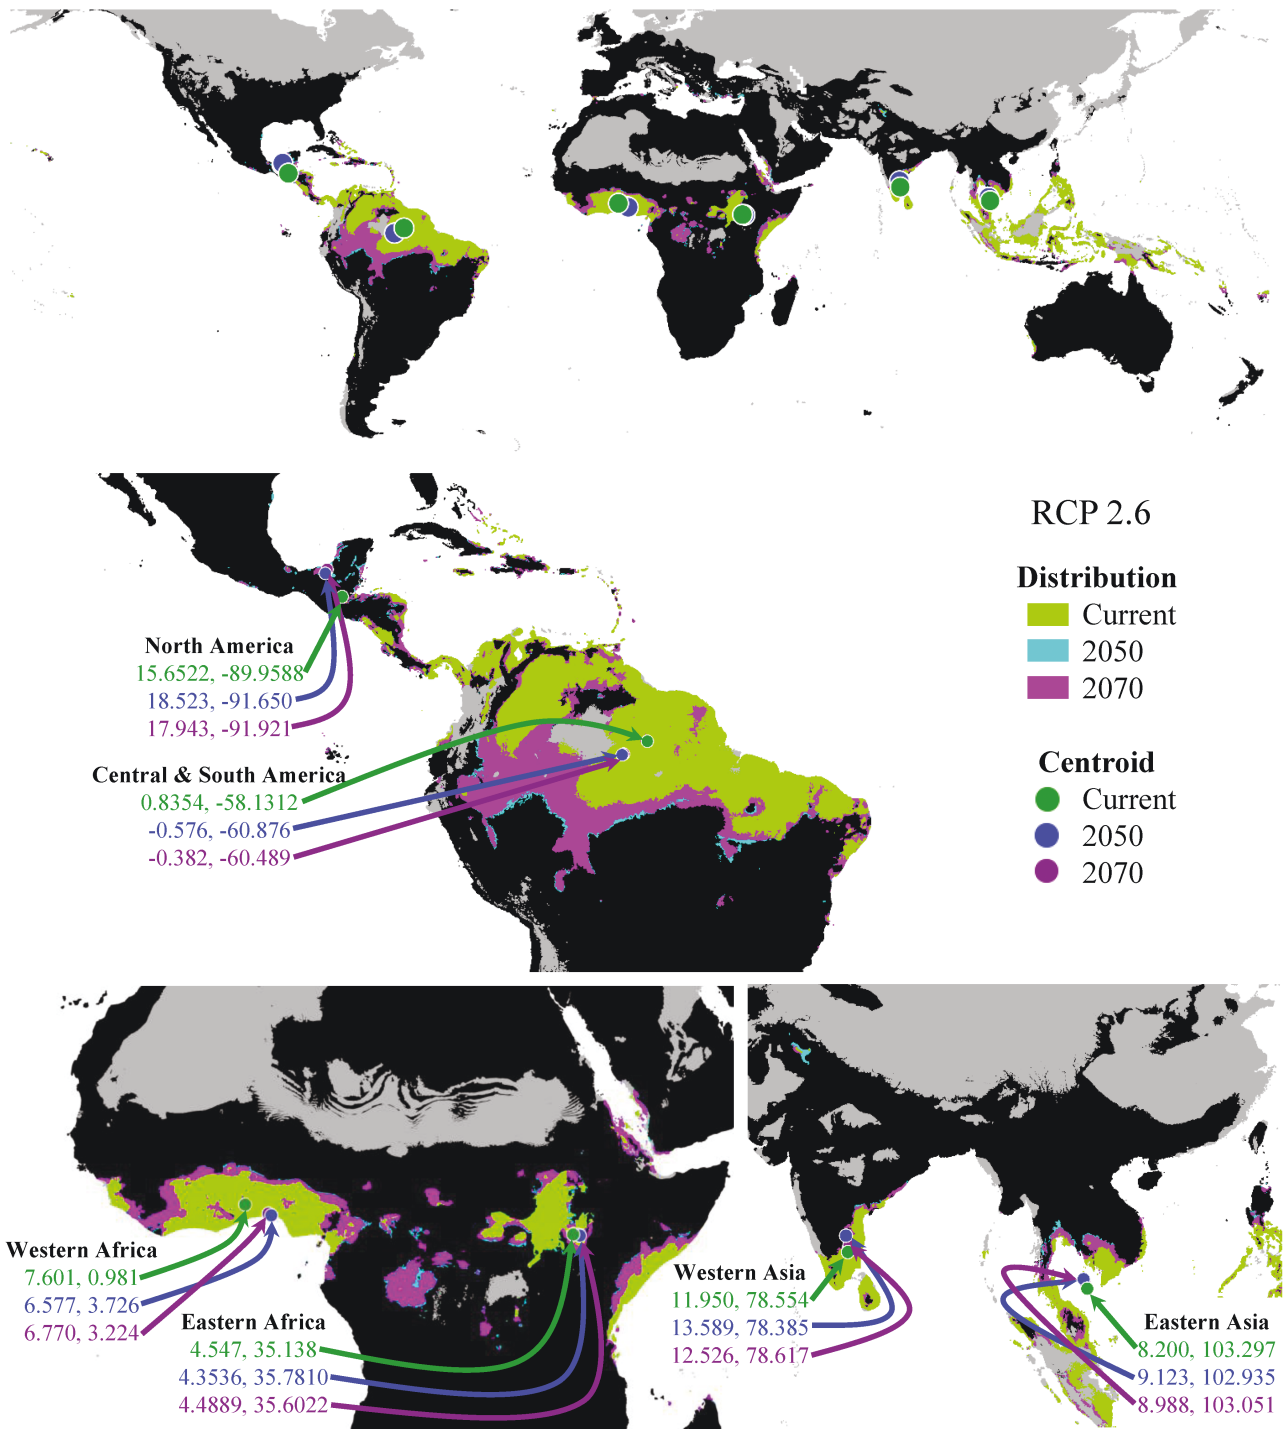 RCP 2.6
Distribution
Current
2050
2070
Centroid
Current
2050
2070
North America
15.6522, -89.9588
18.523, -91.650
17.943, -91.921
Central & South America
0.8354, -58.1312
-0.576, -60.876
-0.382, -60.489
Western Africa
7.601, 0.981
6.577, 3.726
6.770, 3.224
Eastern Africa
4.547, 35.138
4.3536, 35.7810
4.4889, 35.6022
Western Asia
11.950, 78.554
13.589, 78.385
12.526, 78.617
Eastern Asia
8.200, 103.297
9.123, 102.935
8.988, 103.051